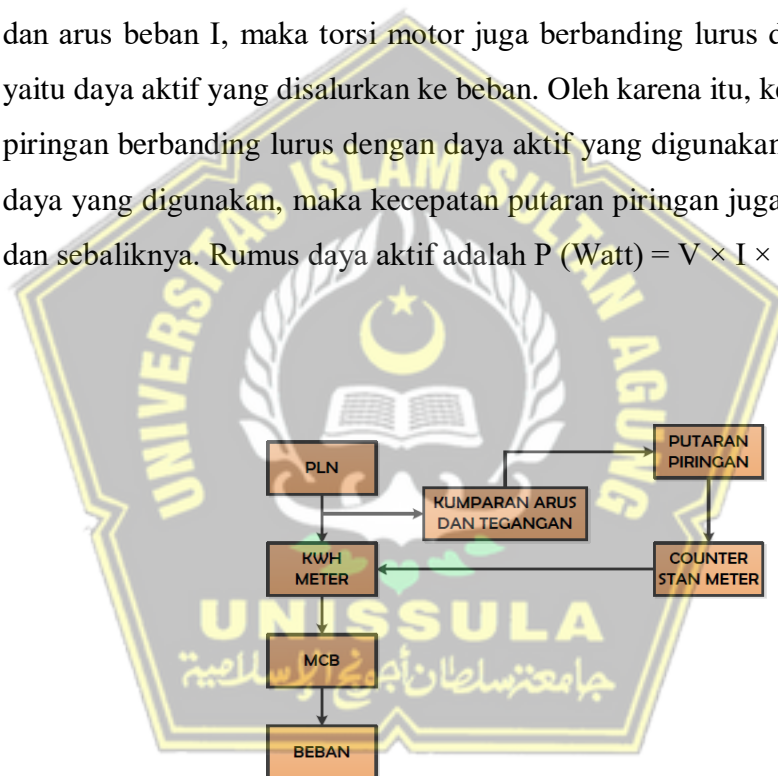 dan arus beban I, maka torsi motor juga berbanding lurus d
yaitu daya aktif yang disalurkan ke beban. Oleh karena itu, ke
piringan berbanding lurus dengan daya aktif yang digunakan
daya yang digunakan, maka kecepatan putaran piringan juga
dan sebaliknya. Rumus daya aktif adalah P (Watt) = V × I ×
UNIVERSITAS ISLAM SULTAN AGUNG
PLN
KUMPARAN ARUS
DAN TEGANGAN
PUTARAN
PIRINGAN
KWH
METER
COUNTER
STAN METER
MCB
BEBAN
UNISSULA
جامعتنسلطان أجونج الإسلامية